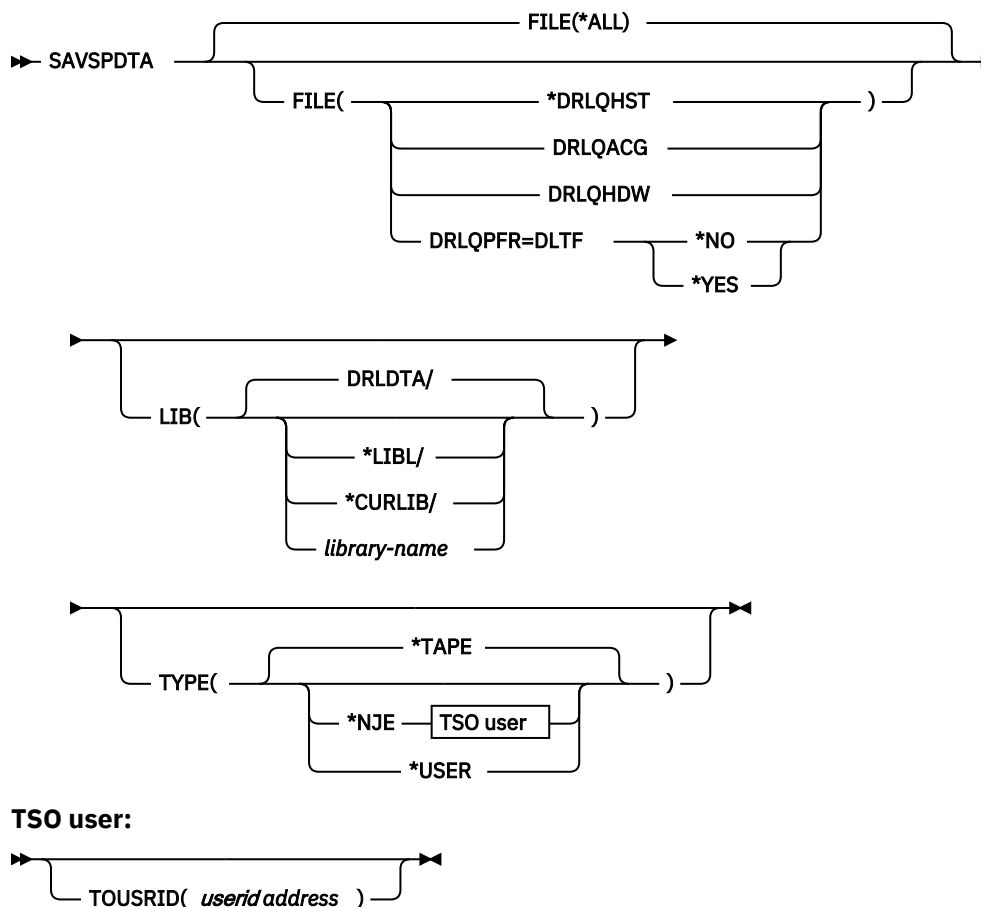 FILE(*ALL)
SAVSPDTA
FILE( *DRLQHST )
DRLQACG
DRLQHDW
DRLQPFR=DLTF *NO
*YES
DRLDTA/
LIB( )
*LIBL/
*CURLIB/
library-name
*TAPE
TYPE( )
*NJE TSO user
*USER
TSO user:
TOUSRID( userid address )